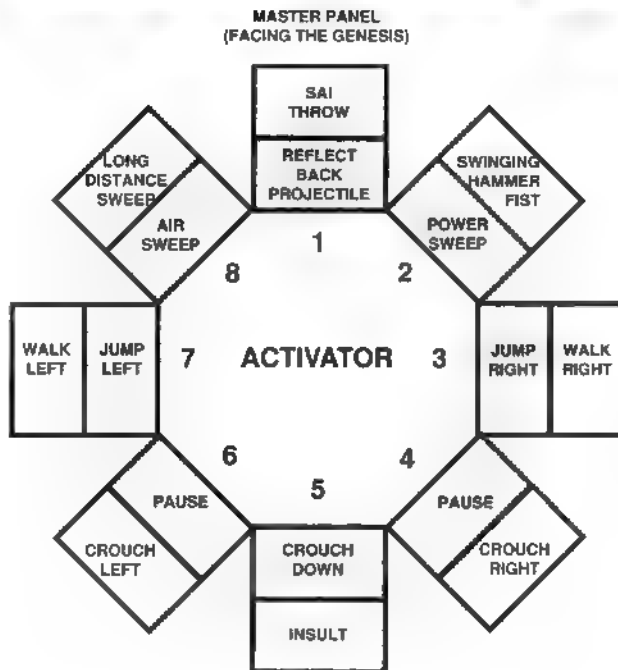 MASTER PANEL
(FACING THE GENESIS)
SAI
THROW
REFLECT
BACK
PROJECTILE
1
SWINGING
HAMMER
FIST
POWER
SWEEP
2
LONG
DISTANCE
SWEEP
AIR
SWEEP
8
WALK
LEFT
JUMP
LEFT
7
ACTIVATOR
3
JUMP
RIGHT
WALK
RIGHT
6
PAUSE
CROUCH
LEFT
5
CROUCH
DOWN
INSULT
4
PAUSE
CROUCH
RIGHT